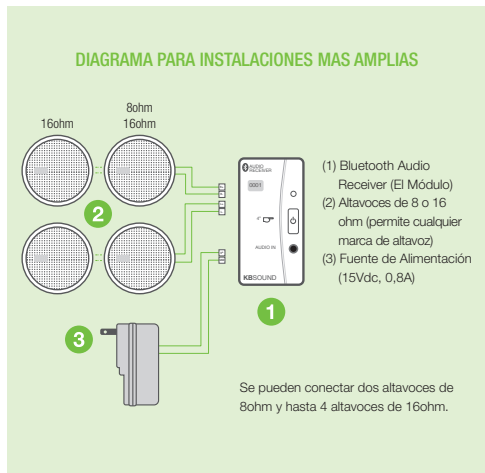 DIAGRAMA PARA INSTALACIONES MAS AMPLIAS
8ohm
16ohm
16ohm
AUDIO
RECEIVER
0001
AUDIO IN
KBSOUND
1
2
3
(1) Bluetooth Audio
Receiver (El Módulo)
(2) Altavoces de 8 o 16
ohm (permite cualquier
marca de altavoz)
(3) Fuente de Alimentación
(15Vdc, 0,8A)
Se pueden conectar dos altavoces de
8ohm y hasta 4 altavoces de 16ohm.